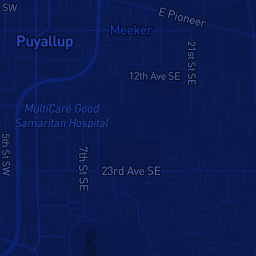 SW
E Pioneer
Meeker
Puyallup
21st St SE
12th Ave SE
MultiCare Good
Samaritan Hospital
5th St SW
7th St SE
23rd Ave SE